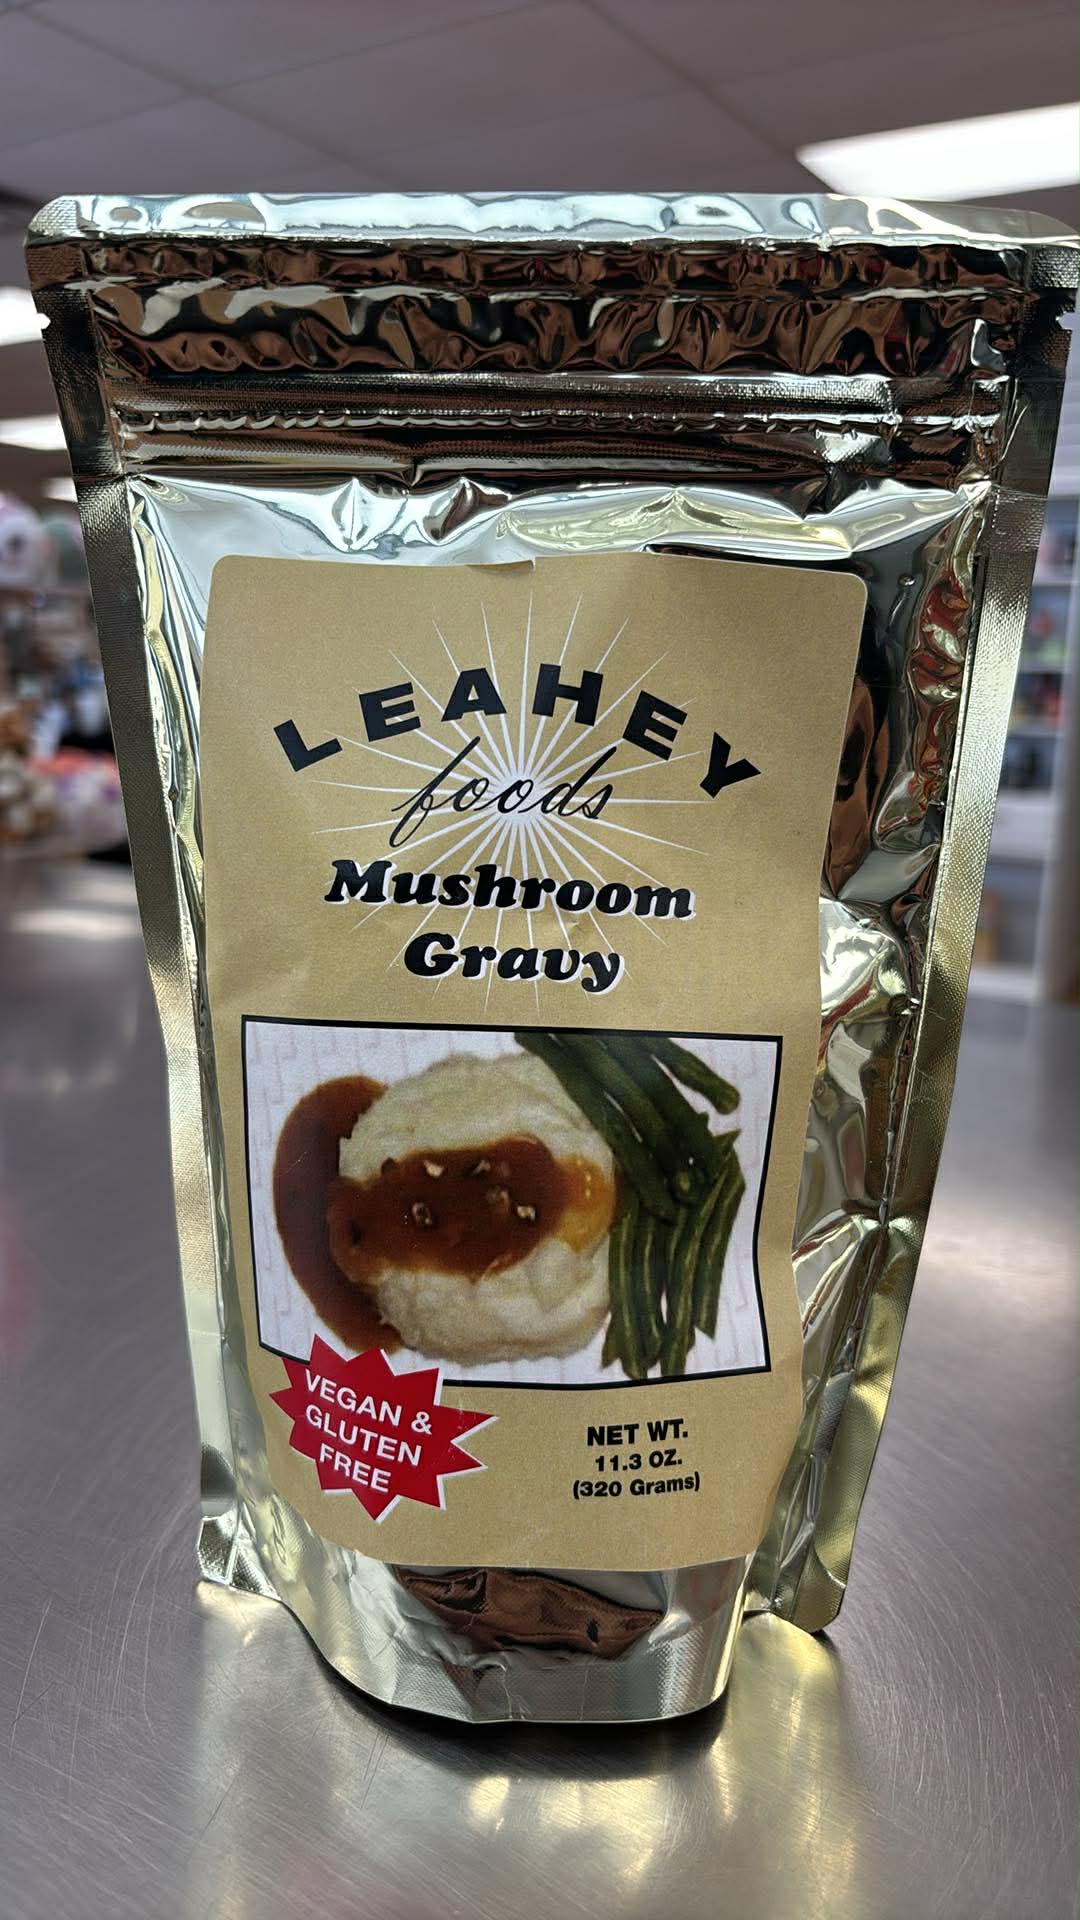 LEAHEY
foods
Mushroom
Gravy
VEGAN &
GLUTEN
FREE
NET WT.
11.3 OZ.
(320 Grams)